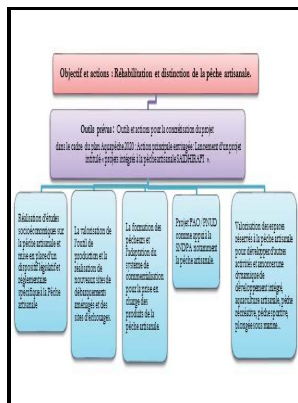 Objectif et actions : Réhabilitation et distinction de la pêche artisanale.
Outils prévus : Outils et actions pour la concrétisation du projet
dans le cadre du plan Aquapêche 2020 : Action principale envisagée: Lancement d'un projet
intitulé « projets intégrés à la pêche artisanale
Réalisation d'études
socioéconomiques sur
la pêche artisanale et
mise en place d'un
dispositif législatif et
réglementaire
spécifique à la Pêche
artisanale.
La valorisation de
l'outil de
production et la
réalisation de
nouveaux sites de
débarquement
aménagés et des
sites d'échouages.
La formation des
pêcheurs et
l'adaptation du
système de
commercialisation
pour la prise en
charge des
produits de la
pêche artisanale.
Projet FAO / PNUD
comme appui à la
SNDPA notamment
la pêche artisanale.
Valorisation des espaces
réservés à la pêche artisanale
pour développer d'autres
activités et amorcer une
dynamique de
développement intégré,
aquaculture artisanale, pêche
récréative, pêche sportive,
plongée sous marine...